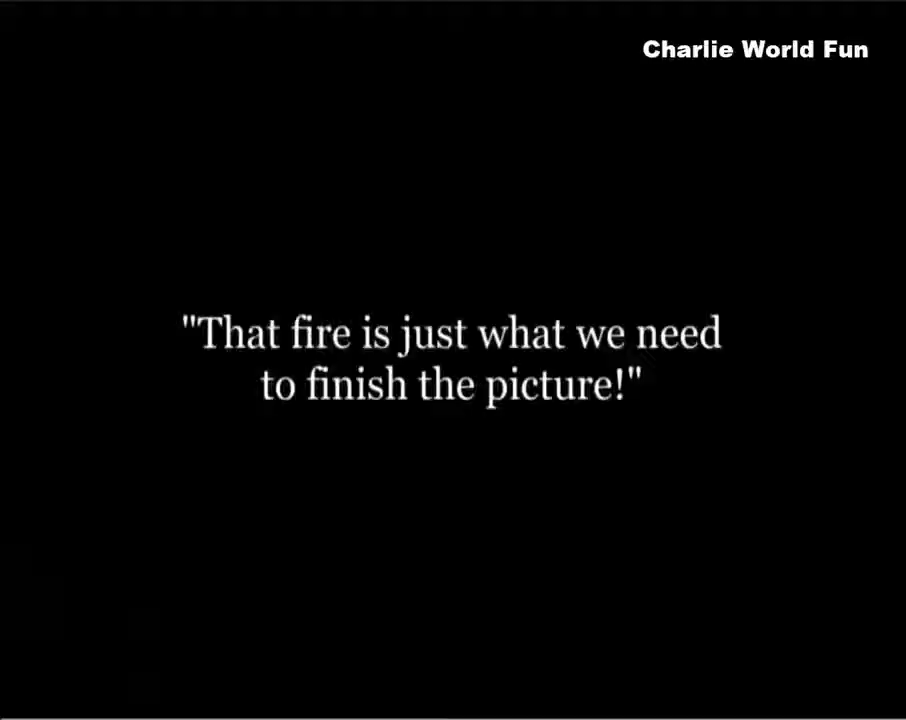 Charlie World Fun
"That fire is just what we need
to finish the picture!"